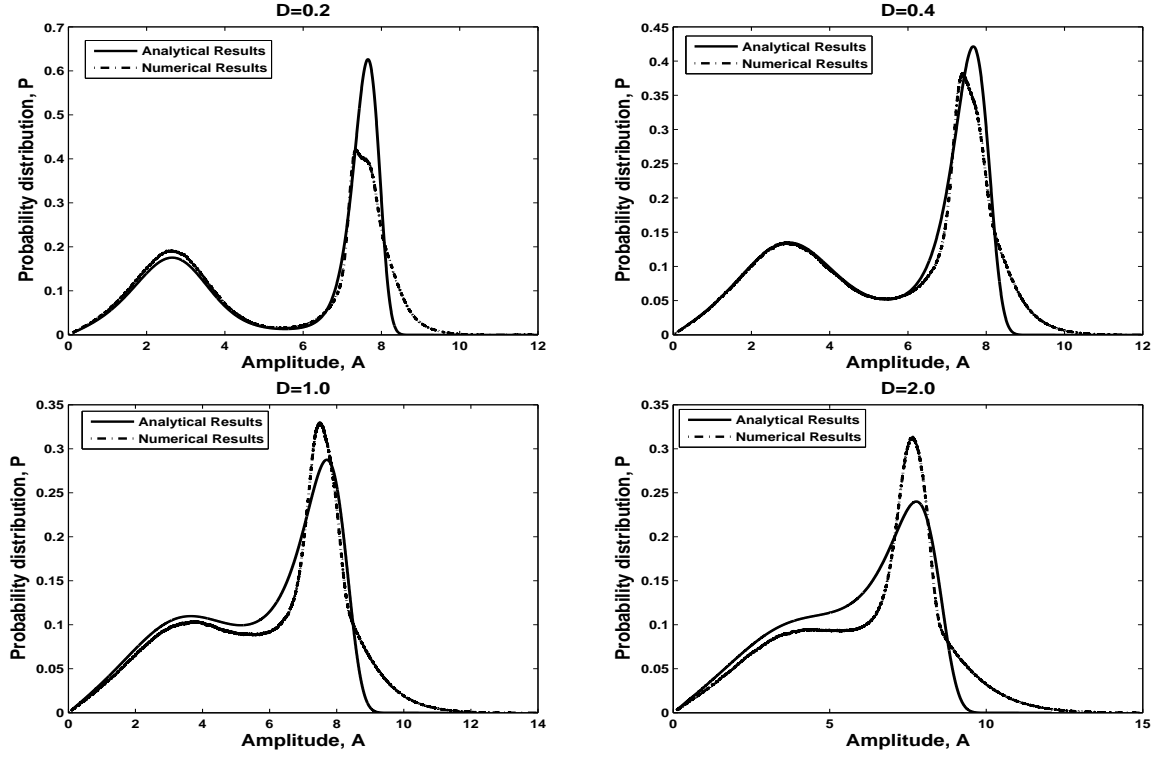 D=0.2
0.7
0.6
0.5
0.4
0.3
0.2
0.1
0
Probability distribution, P
Analytical Results
Numerical Results
0 2 4 6 8 10 12
Amplitude, A
D=0.4
0.45
0.4
0.35
0.3
0.25
0.2
0.15
0.1
0.05
0
Probability distribution, P
Analytical Results
Numerical Results
0 2 4 6 8 10 12
Amplitude, A
D=1.0
0.35
0.3
0.25
0.2
0.15
0.1
0.05
0
Probability distribution, P
Analytical Results
Numerical Results
0 2 4 6 8 10 12 14
Amplitude, A
D=2.0
0.35
0.3
0.25
0.2
0.15
0.1
0.05
0
Probability distribution, P
Analytical Results
Numerical Results
0 5 10 15
Amplitude, A